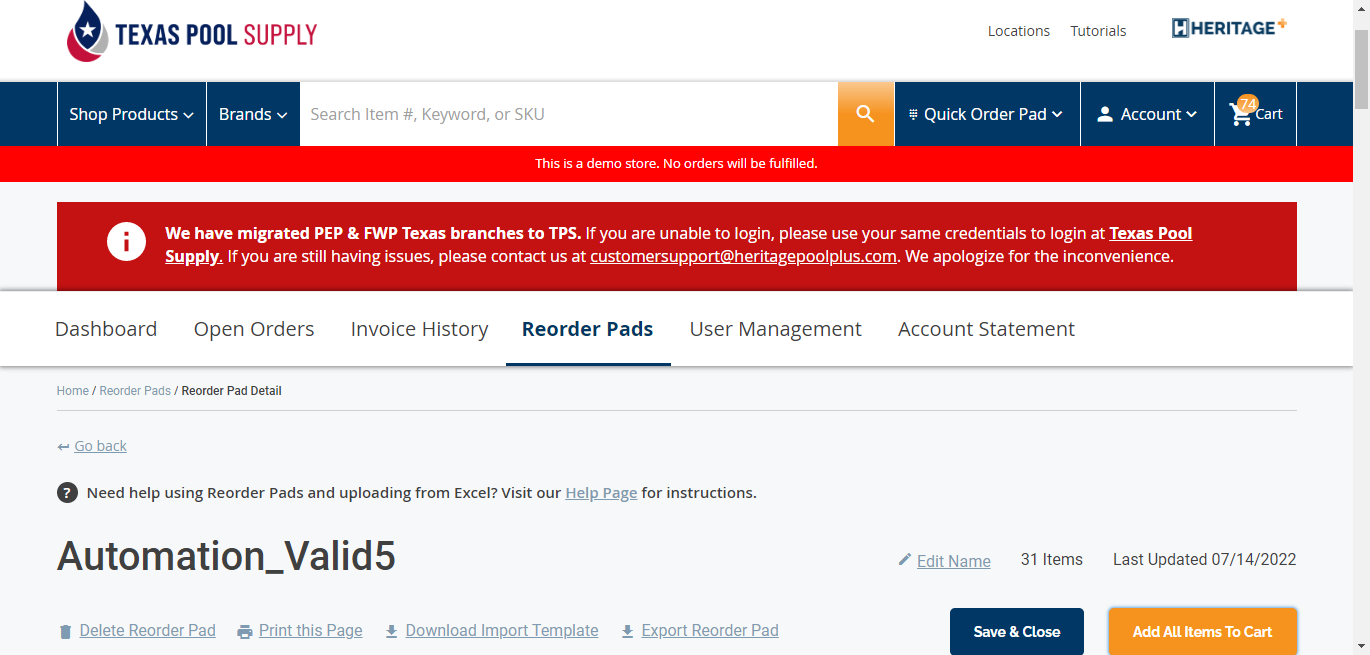 TEXAS POOL SUPPLY
Locations Tutorials HERITAGE+
Shop Products Brands Search Item #, Keyword, or SKU Quick Order Pad Account 74 Cart
This is a demo store. No orders will be fulfilled.
We have migrated PEP & FWP Texas branches to TPS. If you are unable to login, please use your same credentials to login at Texas Pool
Supply. If you are still having issues, please contact us at customersupport@heritagepoolplus.com. We apologize for the inconvenience.
Dashboard Open Orders Invoice History Reorder Pads User Management Account Statement
Home / Reorder Pads / Reorder Pad Detail
Go back
? Need help using Reorder Pads and uploading from Excel? Visit our Help Page for instructions.
Automation_Valid5 Edit Name 31 Items Last Updated 07/14/2022
Delete Reorder Pad Print this Page Download Import Template Export Reorder Pad Save & Close Add All Items To Cart